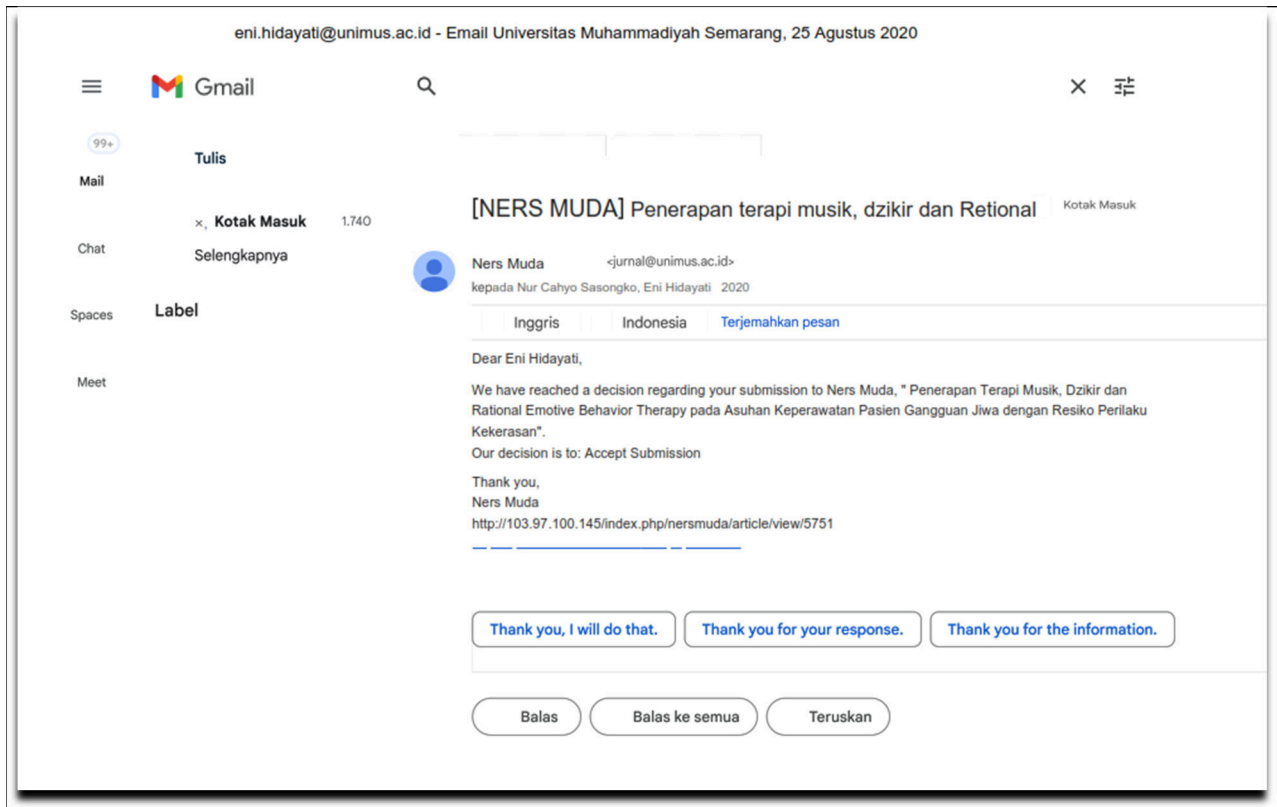 eni.hidayati@unimus.ac.id - Email Universitas Muhammadiyah Semarang, 25 Agustus 2020
Gmail
99+
Mail
Chat
Spaces
Meet
Tulis
×, Kotak Masuk 1.740
Selengkapnya
Label
[NERS MUDA] Penerapan terapi musik, dzikir dan Retional Kotak Masuk
Ners Muda <jurnal@unimus.ac.id>
kepada Nur Cahyo Sasongko, Eni Hidayati 2020
Inggris Indonesia Terjemahkan pesan
Dear Eni Hidayati,
We have reached a decision regarding your submission to Ners Muda, " Penerapan Terapi Musik, Dzikir dan
Rational Emotive Behavior Therapy pada Asuhan Keperawatan Pasien Gangguan Jiwa dengan Resiko Perilaku
Kekerasan".
Our decision is to: Accept Submission
Thank you,
Ners Muda
http://103.97.100.145/index.php/nersmuda/article/view/5751
Thank you, I will do that. Thank you for your response. Thank you for the information.
Balas Balas ke semua Teruskan